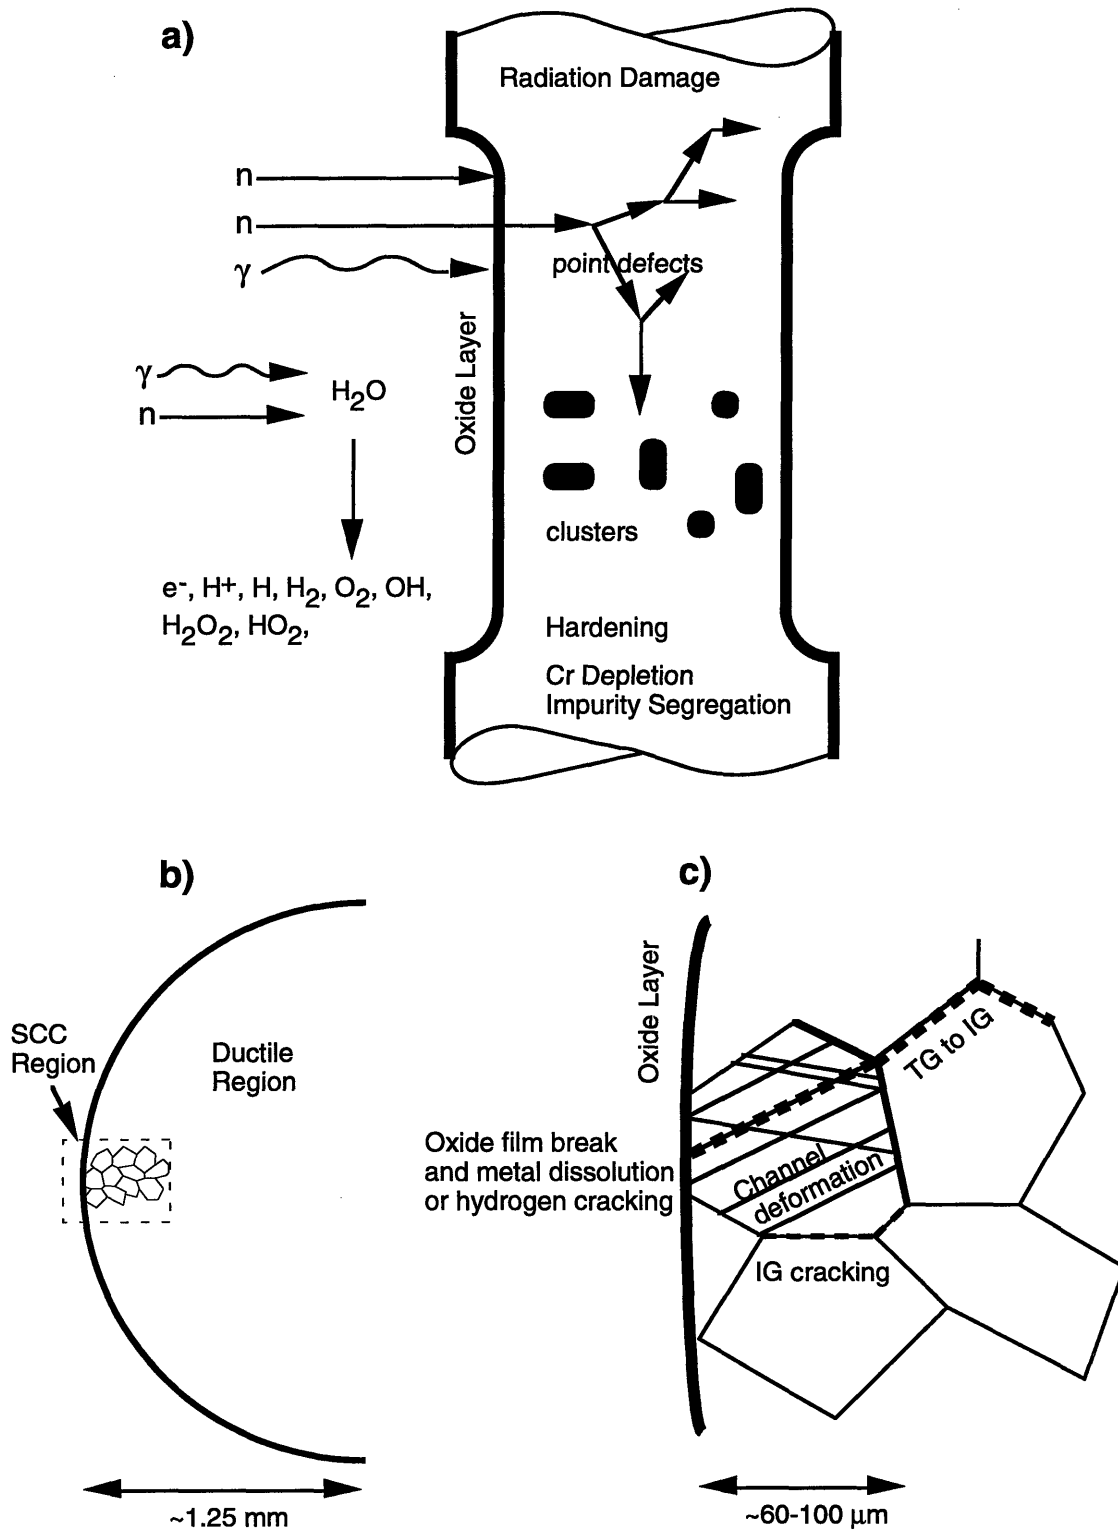 a)
Radiation Damage
n
n
γ
point defects
Oxide Layer
γ
H2O
n
clusters
e-, H+, H, H2, O2, OH,
H2O2, HO2,
Hardening
Cr Depletion
Impurity Segregation
b)
SCC
Region
Ductile
Region
~1.25 mm
c)
Oxide Layer
TG to IG
Oxide film break
and metal dissolution
or hydrogen cracking
Channel
deformation
IG cracking
~60-100 μm